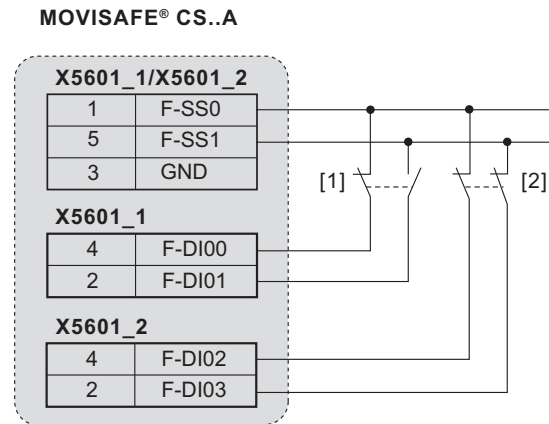 MOVISAFE® CS..A
X5601_1/X5601_2
1 F-SS0
5 F-SS1
3 GND
[1] [2]
X5601_1
4 F-DI00
2 F-DI01
X5601_2
4 F-DI02
2 F-DI03